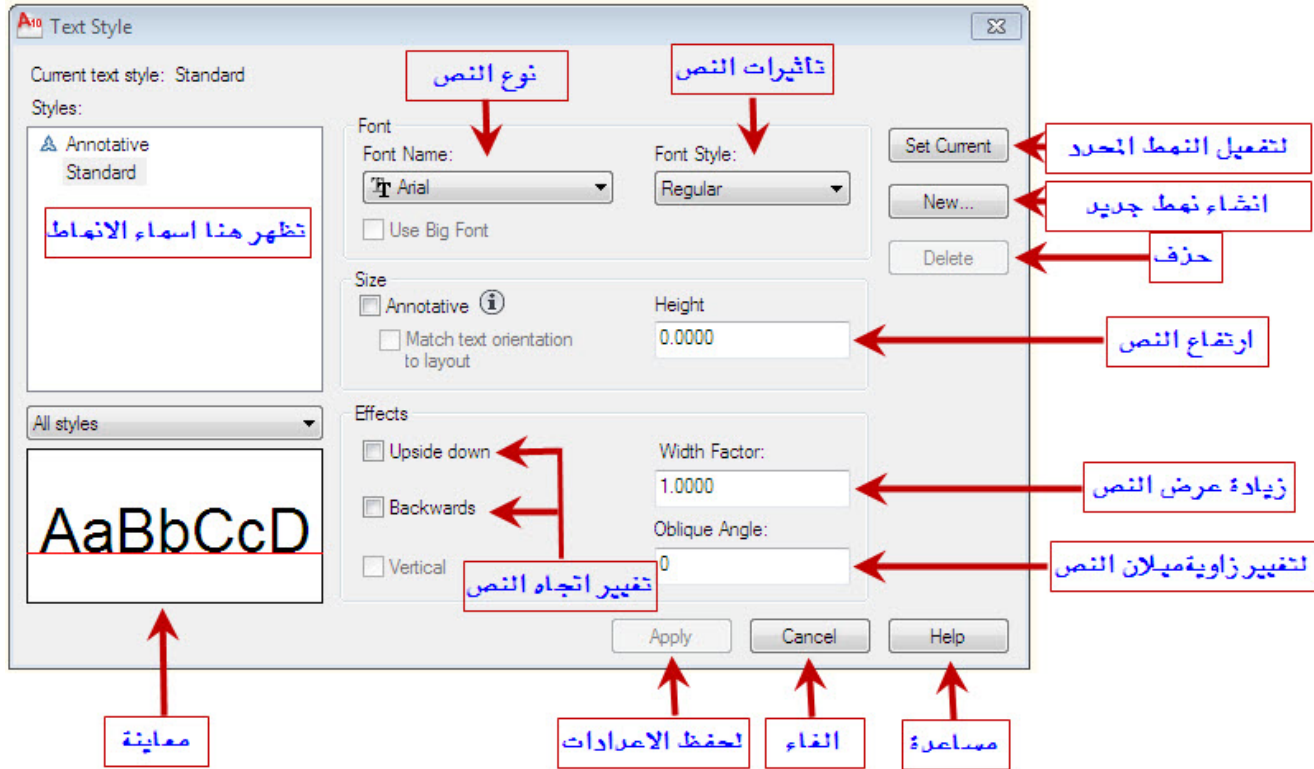 A10 Text Style
Current text style: Standard
Styles:
Annotative
Standard
تظهر هنا اسماء الانماط
All styles
AaBbCcD
معاينة
نوع النص
تأثيرات النص
Font
Font Name:
Font Style:
Arial
Regular
Use Big Font
Size
Annotative
Height
Match text orientation
to layout
0.0000
Effects
Upside down
Width Factor:
1.0000
Backwards
Oblique Angle:
Vertical
0
تغيير اتجاه النص
Set Current
لتفعيل النمط المحدد
New...
انشاء نمط جديد
Delete
حذف
ارتفاع النص
زيادة عرض النص
لتغيير زاوية ميلان النص
Apply
Cancel
Help
لحفظ الاعدادات
الغاء
مساعدة